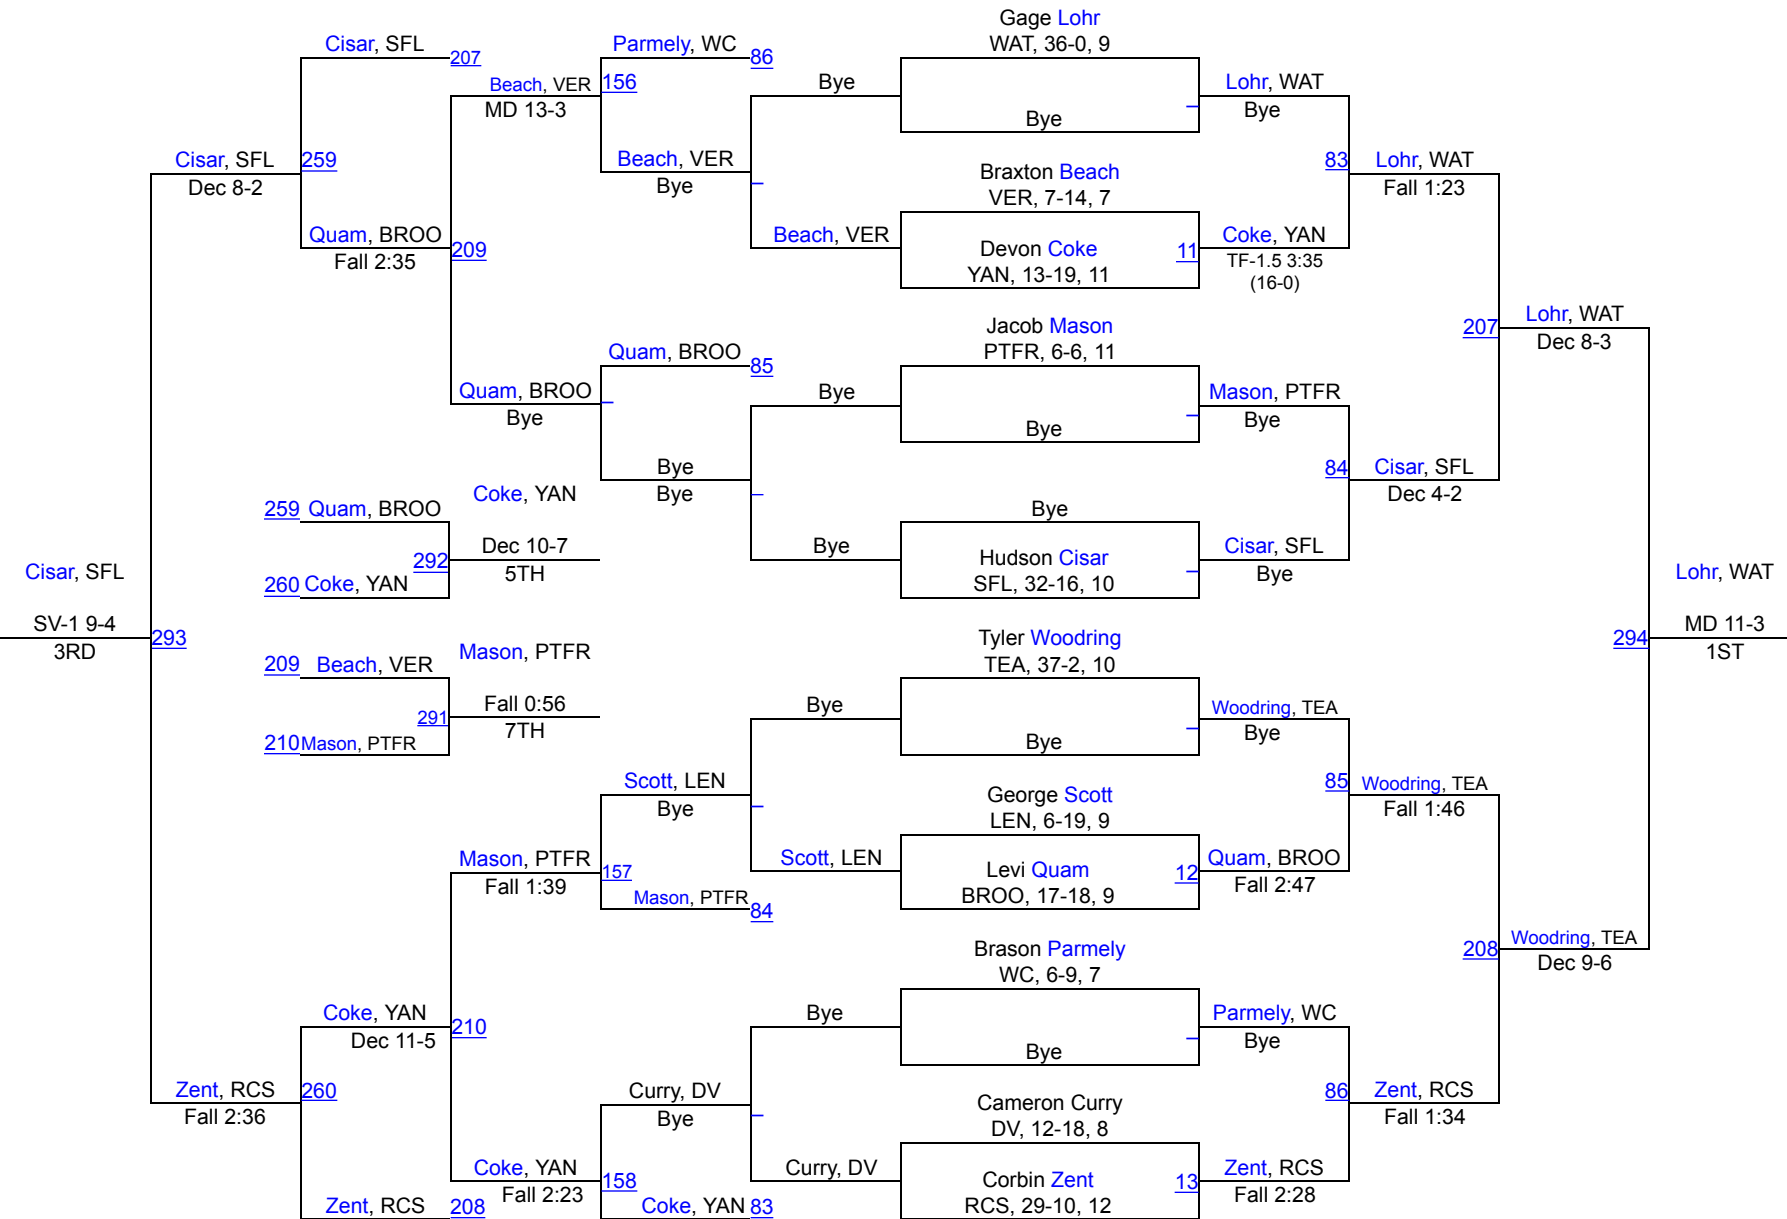 Gage Lohr
WAT, 36-0, 9
Cisar, SFL
207
Parmely, WC
86
Beach, VER
156
MD 13-3
Bye
Lohr, WAT
Bye
Bye
Cisar, SFL
259
Dec 8-2
Beach, VER
Bye
Braxton Beach
VER, 7-14, 7
83
Lohr, WAT
Fall 1:23
Quam, BROO
209
Fall 2:35
Beach, VER
Devon Coke
YAN, 13-19, 11
11
Coke, YAN
TF-1.5 3:35
(16-0)
Jacob Mason
PTFR, 6-6, 11
207
Lohr, WAT
Dec 8-3
Quam, BROO
85
Quam, BROO
Bye
Bye
Mason, PTFR
Bye
Bye
Bye
Bye
84
Cisar, SFL
Dec 4-2
Coke, YAN
259 Quam, BROO
292
Dec 10-7
5TH
260 Coke, YAN
Bye
Bye
Hudson Cisar
SFL, 32-16, 10
Cisar, SFL
Bye
Cisar, SFL
SV-1 9-4
3RD
293
Lohr, WAT
294
MD 11-3
1ST
Tyler Woodring
TEA, 37-2, 10
Mason, PTFR
209 Beach, VER
291
Fall 0:56
7TH
210 Mason, PTFR
Bye
Bye
Woodring, TEA
Bye
Scott, LEN
Bye
George Scott
LEN, 6-19, 9
85
Woodring, TEA
Fall 1:46
Mason, PTFR
Fall 1:39
157
Mason, PTFR
84
Scott, LEN
Levi Quam
BROO, 17-18, 9
12
Quam, BROO
Fall 2:47
Brason Parmely
WC, 6-9, 7
208
Woodring, TEA
Dec 9-6
Coke, YAN
210
Dec 11-5
Bye
Bye
Parmely, WC
Bye
Zent, RCS
260
Fall 2:36
Curry, DV
Bye
Cameron Curry
DV, 12-18, 8
86
Zent, RCS
Fall 1:34
Coke, YAN
158
Fall 2:23
Curry, DV
Corbin Zent
RCS, 29-10, 12
13
Zent, RCS
Fall 2:28
Zent, RCS
208
Coke, YAN
83